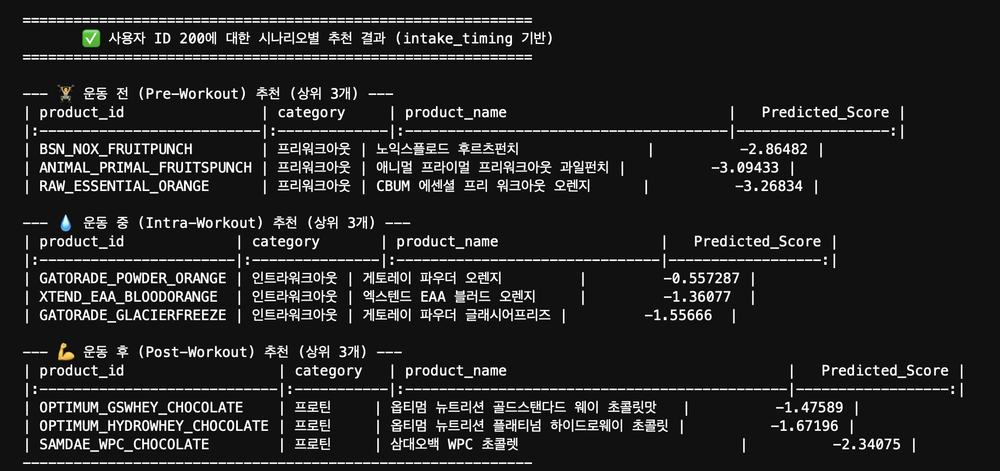 ============================================================
✅ 사용자 ID 200에 대한 시나리오별 추천 결과 (intake_timing 기반)
============================================================
--- 🏋️ 운동 전 (Pre-Workout) 추천 (상위 3개) ---
| product_id | category | product_name | Predicted_Score |
|:--------------------------|:-------------|:--------------------------------------|------------------:|
| BSN_NOX_FRUITPUNCH | 프리워크아웃 | 노익스플로드 후르츠펀치 | -2.86482 |
| ANIMAL_PRIMAL_FRUITSPUNCH | 프리워크아웃 | 애니멀 프라이멀 프리워크아웃 과일펀치 | -3.09433 |
| RAW_ESSENTIAL_ORANGE | 프리워크아웃 | CBUM 에센셜 프리 워크아웃 오렌지 | -3.26834 |
--- 💧 운동 중 (Intra-Workout) 추천 (상위 3개) ---
| product_id | category | product_name | Predicted_Score |
|:-----------------------|:---------------|:-------------------------------|------------------:|
| GATORADE_POWDER_ORANGE | 인트라워크아웃 | 게토레이 파우더 오렌지 | -0.557287 |
| XTEND_EAA_BLOODORANGE | 인트라워크아웃 | 엑스텐드 EAA 블러드 오렌지 | -1.36077 |
| GATORADE_GLACIERFREEZE | 인트라워크아웃 | 게토레이 파우더 글래시어프리즈 | -1.55666 |
--- 💪 운동 후 (Post-Workout) 추천 (상위 3개) ---
| product_id | category | product_name | Predicted_Score |
|:----------------------------|:-----------|:---------------------------------------------|------------------:|
| OPTIMUM_GSWHEY_CHOCOLATE | 프로틴 | 옵티멈 뉴트리션 골드스탠다드 웨이 초콜릿맛 | -1.47589 |
| OPTIMUM_HYDROWHEY_CHOCOLATE | 프로틴 | 옵티멈 뉴트리션 플래티넘 하이드로웨이 초콜릿 | -1.67196 |
| SAMDAE_WPC_CHOCOLATE | 프로틴 | 삼대오백 WPC 초콜렛 | -2.34075 |
------------------------------------------------------------